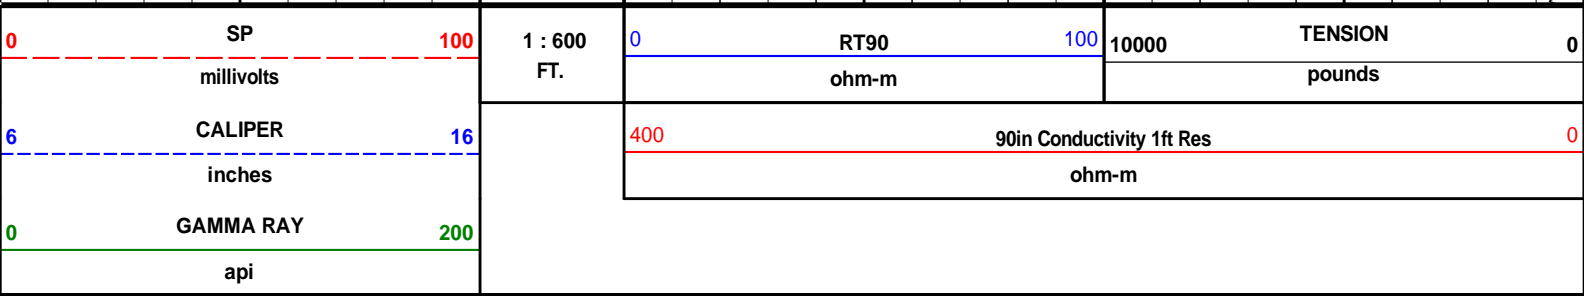 SP
0 100
millivolts
1 : 600
FT.
0 RT90 100
ohm-m
10000 TENSION 0
pounds
CALIPER
6 16
inches
400 90in Conductivity 1ft Res 0
ohm-m
GAMMA RAY
0 200
api